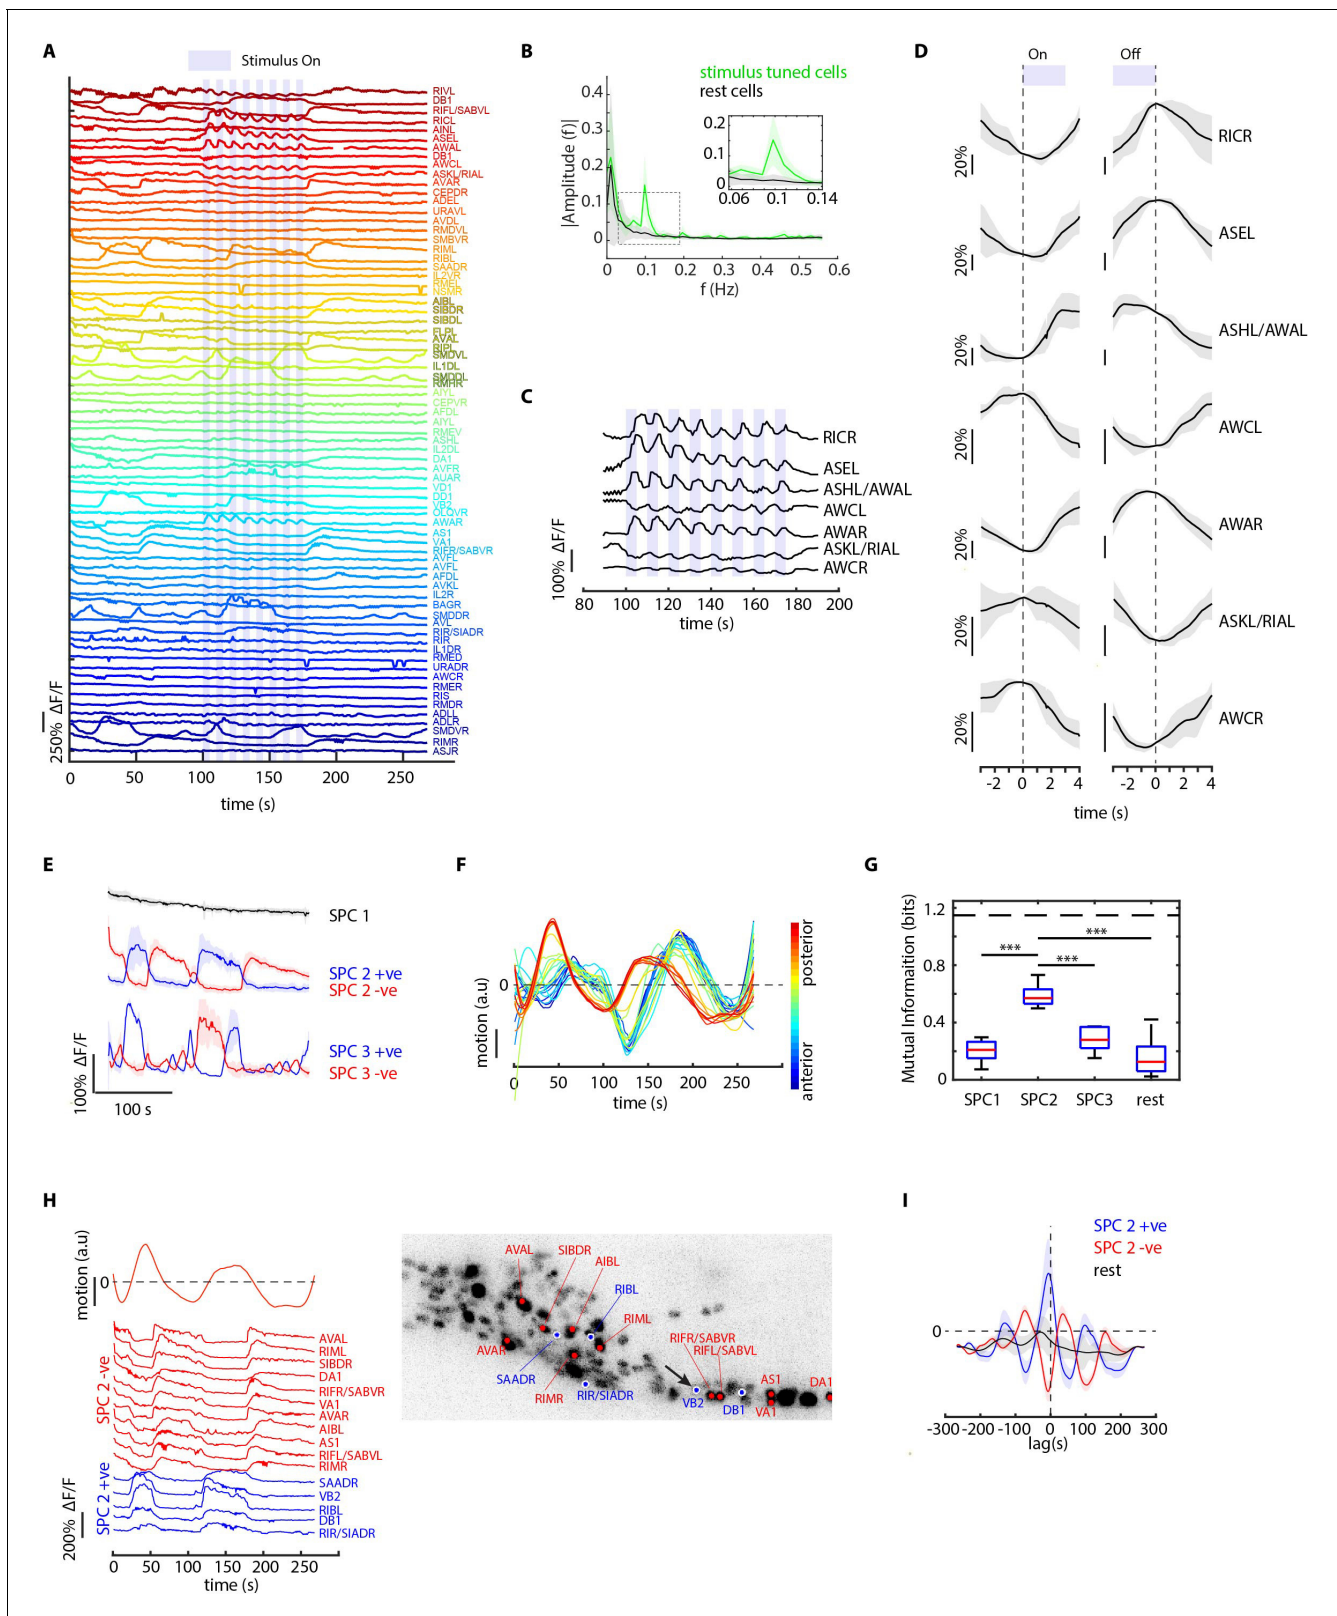 A
Stimulus On
RIVL
DB1
RIFL/SABVL
RICL
AINL
ASEL
AWAL
DB1
AWCL
ASKL/RIAL
AVAR
CEPDR
ADEL
URAVL
AVDL
RMDVL
SMBVR
RIML
RIBL
SAADR
IL2VR
RMEL
NSMR
AIBL
SIBDR
SIBDL
FLPL
AVAL
RIPL
SMDVL
IL1DL
SMDDL
RMHR
AIYL
CEPVR
AFDL
AIYL
RMEV
ASHL
IL2DL
DA1
AVFR
AUAR
VD1
DD1
VB2
OLQVR
AWAR
AS1
VA1
RIFR/SABVR
AVFL
AVFL
AFDL
AVKL
IL2R
BAGR
SMDDR
AVL
RIR/SIADR
RIR
IL1DR
RMED
URADR
AWCR
RMER
RIS
RMDR
ADLL
ADLR
SMDVR
RIMR
ASJR
250% ΔF/F
0 50 100 150 200 250
time (s)
B
stimulus tuned cells
rest cells
|Amplitude (f)|
0.4
0.3
0.2
0.1
0
0.2
0.1
0
0.06 0.1 0.14
0 0.1 0.2 0.3 0.4 0.5 0.6
f (Hz)
C
RICR
ASEL
ASHL/AWAL
AWCL
AWAR
ASKL/RIAL
AWCR
100% ΔF/F
80 100 120 140 160 180 200
time (s)
D
On Off
20% RICR
20% ASEL
20% ASHL/AWAL
20% AWCL
20% AWAR
20% ASKL/RIAL
20% AWCR
-2 0 2 4 -2 0 2 4
time (s)
E
SPC 1
SPC 2 +ve
SPC 2 -ve
SPC 3 +ve
SPC 3 -ve
100% ΔF/F
100 s
F
motion (a.u)
0
0 50 100 150 200 250
time (s)
anterior posterior
G
Mutual Informaition (bits)
1.2
0.8
0.4
0
***
***
***
SPC1 SPC2 SPC3 rest
H
motion (a.u)
0
SPC 2 -ve
AVAL
RIML
SIBDR
DA1
RIFR/SABVR
VA1
AVAR
AIBL
AS1
RIFL/SABVL
RIMR
SPC 2 +ve
SAADR
VB2
RIBL
DB1
RIR/SIADR
200% ΔF/F
0 50 100 150 200 250
time (s)
AVAL SIBDR
AIBL
RIBL
RIML
RIFR/SABVR
RIFL/SABVL
AVAR
SAADR
RIMR
RIR/SIADR
VB2
DB1
AS1
VA1
DA1
I
SPC 2 +ve
SPC 2 -ve
rest
0
-300 -200 -100 0 100 200 300
lag(s)